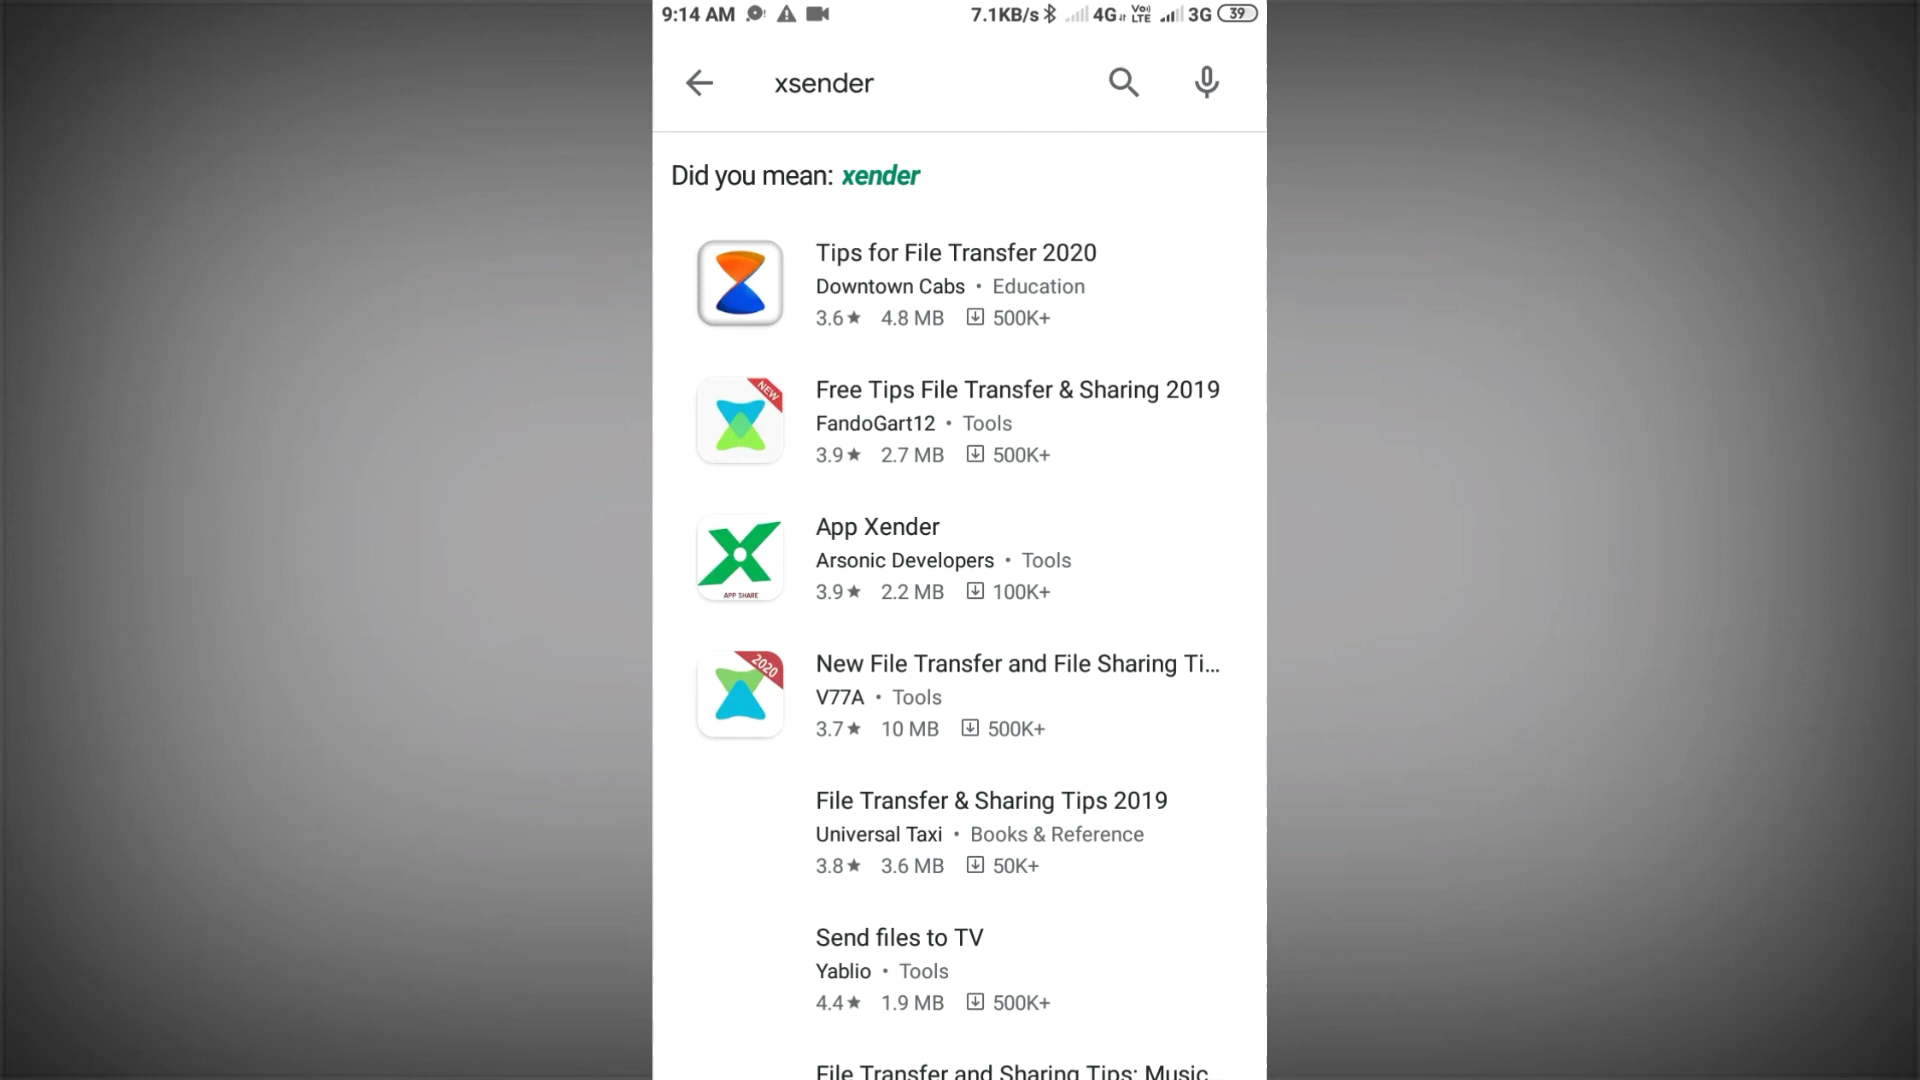 9:14 AM 7.1KB/s 4G Vo) LTE 3G 39
xsender
Did you mean: xender
Tips for File Transfer 2020
Downtown Cabs • Education
3.6★ 4.8 MB 500K+
NEW
Free Tips File Transfer & Sharing 2019
FandoGart12 • Tools
3.9★ 2.7 MB 500K+
App Xender
Arsonic Developers • Tools
3.9★ 2.2 MB 100K+
APP SHARE
2020
New File Transfer and File Sharing Ti...
V77A • Tools
3.7★ 10 MB 500K+
File Transfer & Sharing Tips 2019
Universal Taxi • Books & Reference
3.8★ 3.6 MB 50K+
Send files to TV
Yablio • Tools
4.4★ 1.9 MB 500K+
File Transfer and Sharing Tips: Music...